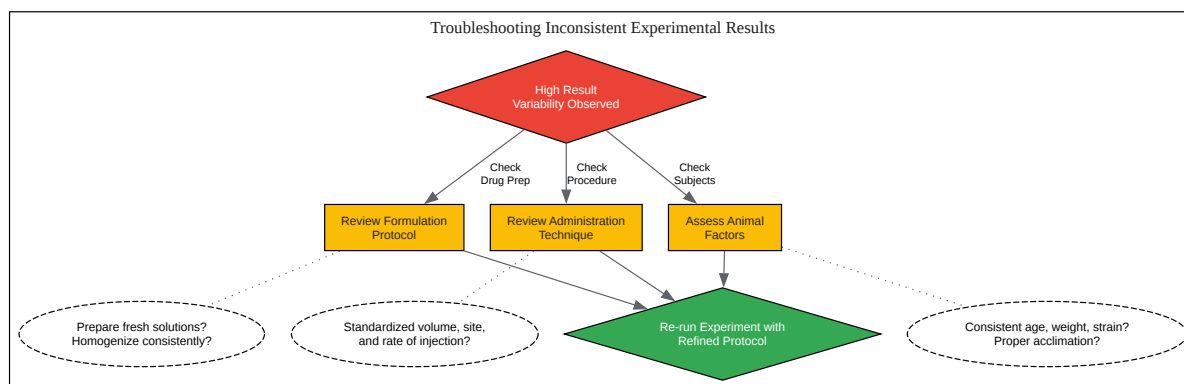 Troubleshooting Inconsistent Experimental Results
High Result
Variability Observed
Check
Drug Prep
Check
Procedure
Check
Subjects
Review Formulation
Protocol
Review Administration
Technique
Assess Animal
Factors
Prepare fresh solutions?
Homogenize consistently?
Standardized volume, site,
and rate of injection?
Re-run Experiment with
Refined Protocol
Consistent age, weight, strain?
Proper acclimation?